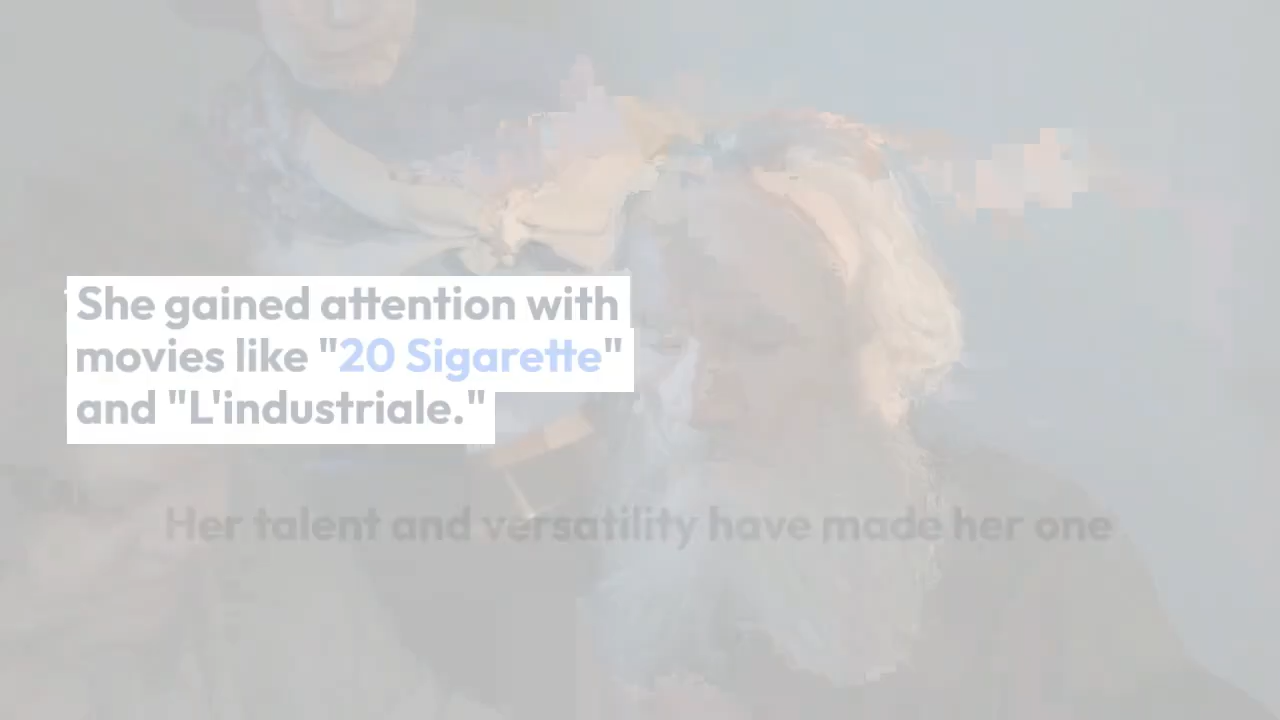 She gained attention with
movies like "20 Sigarette"
and "L'industriale."
Her talent and versatility have made her one